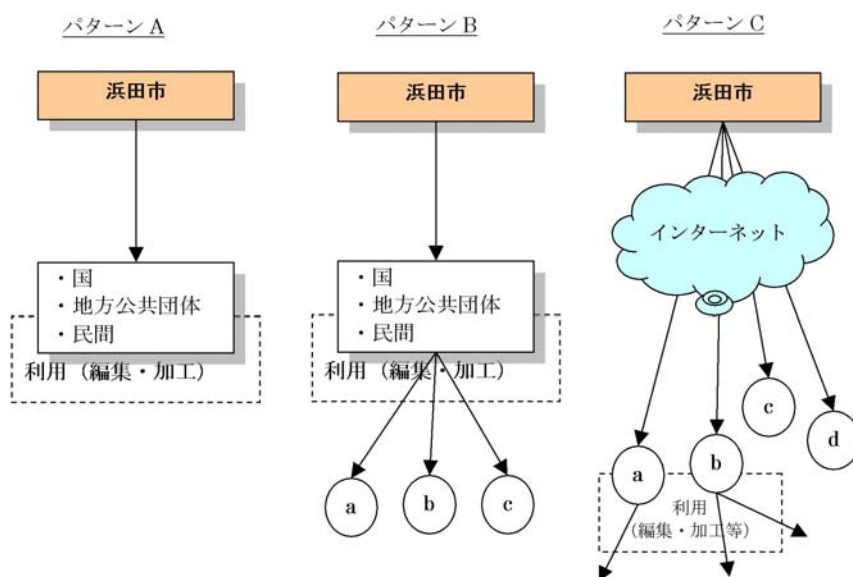 パターン A
パターン B
パターン C
浜田市
浜田市
浜田市
インターネット
・国
・地方公共団体
・民間
利用（編集・加工）
・国
・地方公共団体
・民間
利用（編集・加工）
a
b
c
a
b
c
d
利用
（編集・加工等）